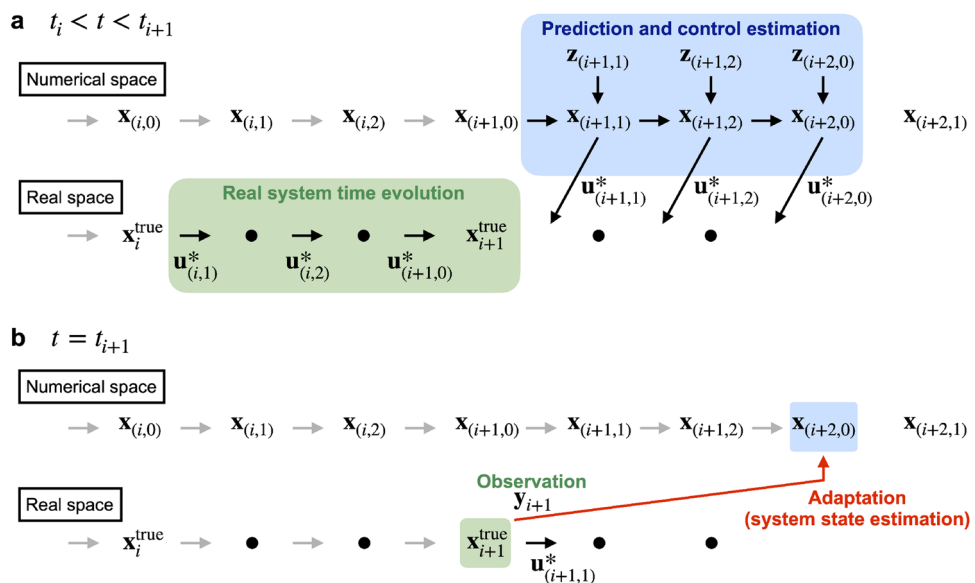 a t_i < t < t_{i+1}
Prediction and control estimation
z_(i+1,1) z_(i+1,2) z_(i+2,0)
Numerical space
x_(i,0) x_(i,1) x_(i,2) x_(i+1,0) x_(i+1,1) x_(i+1,2) x_(i+2,0) x_(i+2,1)
u*_(i+1,1) u*_(i+1,2) u*_(i+2,0)
Real space
Real system time evolution
x_i^true x_{i+1}^true
u*_(i,1) u*_(i,2) u*_(i+1,0)
b t = t_{i+1}
Numerical space
x_(i,0) x_(i,1) x_(i,2) x_(i+1,0) x_(i+1,1) x_(i+1,2) x_(i+2,0) x_(i+2,1)
Observation
y_{i+1}
Adaptation
(system state estimation)
Real space
x_i^true x_{i+1}^true
u*_(i+1,1)